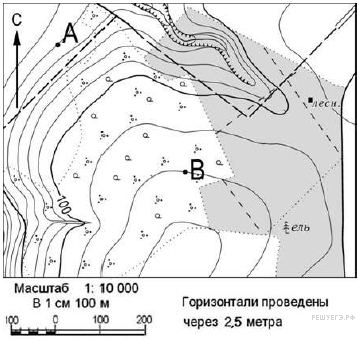 С
А
лесн.
В
100
ель
Масштаб 1: 10 000
В 1 см 100 м
Горизонтали проведены
через 2,5 метра
100 0 100 200
РЕШУЕГЭ.РФ